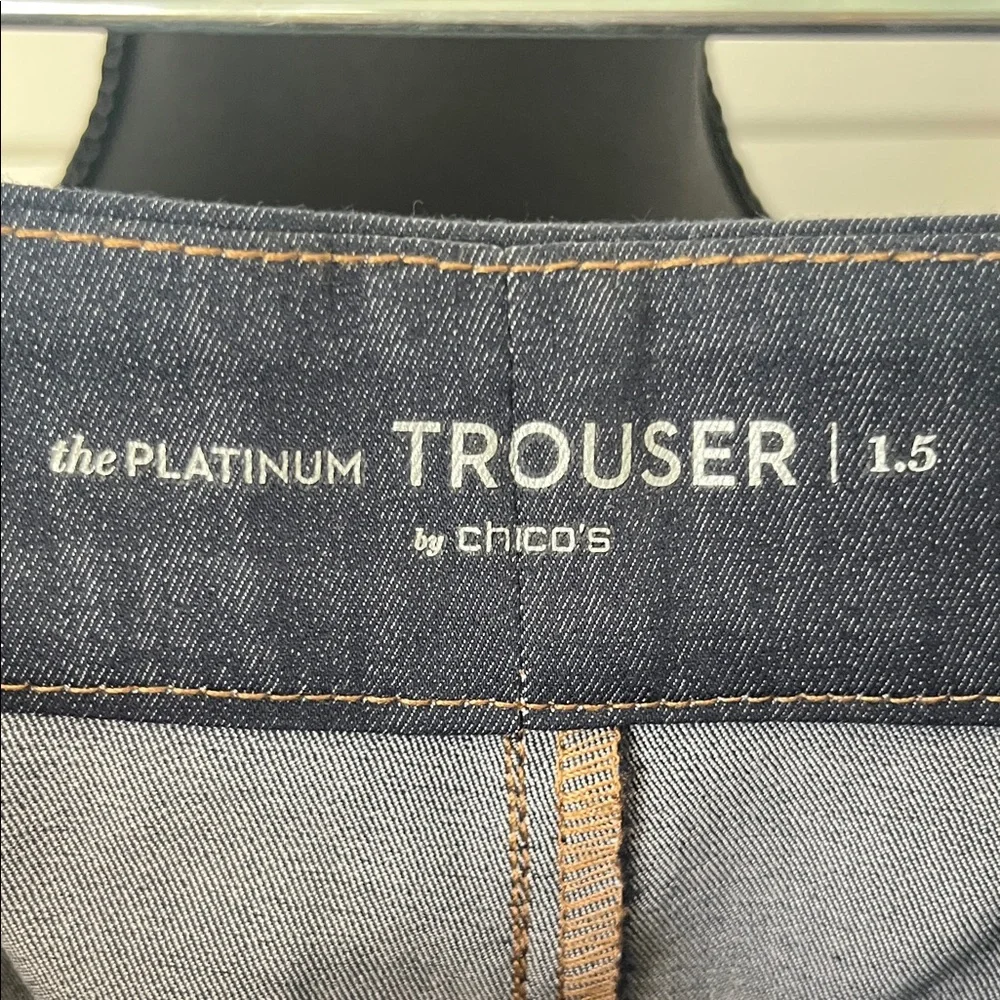 the PLATINUM TROUSER | 1.5
by chico's